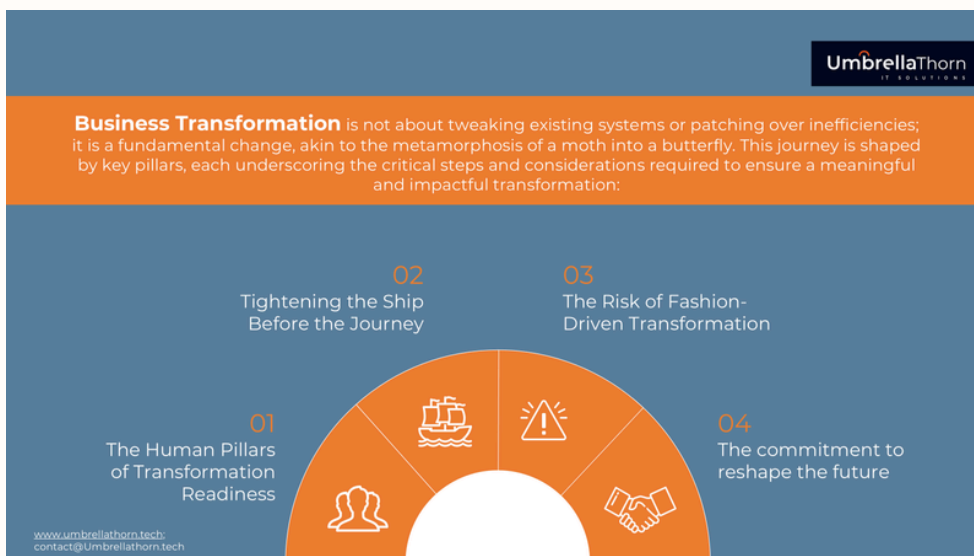 UmbrellaThorn
IT SOLUTIONS
Business Transformation is not about tweaking existing systems or patching over inefficiencies;
it is a fundamental change, akin to the metamorphosis of a moth into a butterfly. This journey is shaped
by key pillars, each underscoring the critical steps and considerations required to ensure a meaningful
and impactful transformation:
01
The Human Pillars
of Transformation
Readiness
02
Tightening the Ship
Before the Journey
03
The Risk of Fashion-
Driven Transformation
04
The commitment to
reshape the future
www.umbrellathorn.tech;
contact@Umbrellathorn.tech